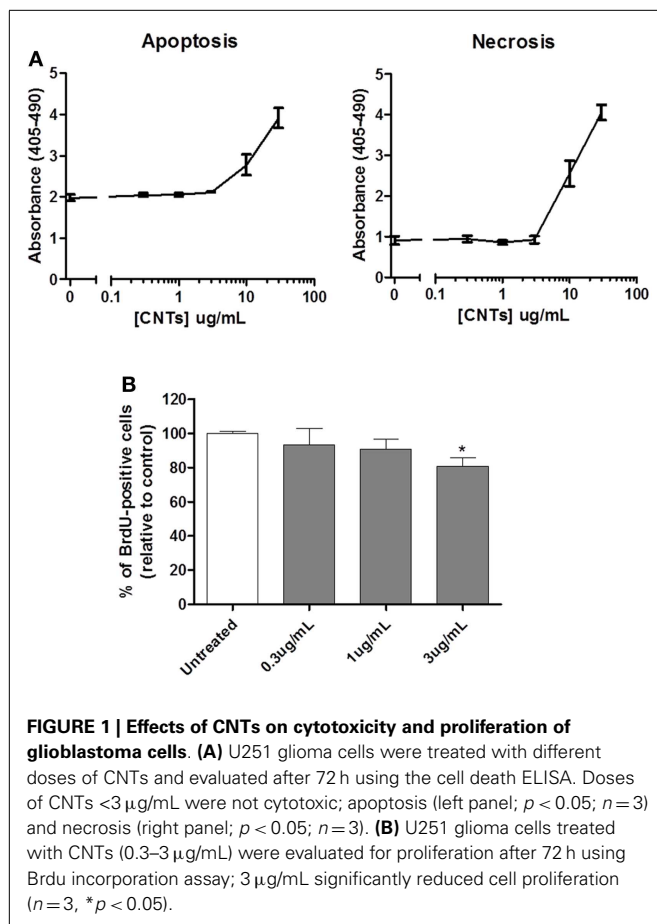 Apoptosis
Necrosis
A
Absorbance (405-490)
5
4
3
2
1
0
0
0.1
1
10
100
[CNTs] ug/mL
Absorbance (405-490)
5
4
3
2
1
0
0
0.1
1
10
100
[CNTs] ug/mL
B
% of BrdU-positive cells
(relative to control)
120
100
80
60
40
20
0
*
Untreated
0.3ug/mL
1ug/mL
3ug/mL
FIGURE 1 | Effects of CNTs on cytotoxicity and proliferation of
glioblastoma cells. (A) U251 glioma cells were treated with different
doses of CNTs and evaluated after 72 h using the cell death ELISA. Doses
of CNTs <3 μg/mL were not cytotoxic; apoptosis (left panel; p < 0.05; n = 3)
and necrosis (right panel; p < 0.05; n = 3). (B) U251 glioma cells treated
with CNTs (0.3–3 μg/mL) were evaluated for proliferation after 72 h using
Brdu incorporation assay; 3 μg/mL significantly reduced cell proliferation
(n = 3, *p < 0.05).